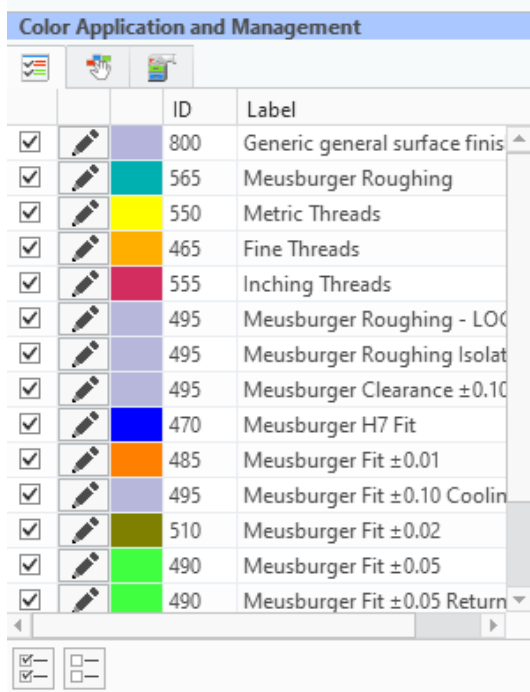 Color Application and Management
ID Label
800 Generic general surface finis
565 Meusburger Roughing
550 Metric Threads
465 Fine Threads
555 Inching Threads
495 Meusburger Roughing - LOC
495 Meusburger Roughing Isolat
495 Meusburger Clearance ±0.10
470 Meusburger H7 Fit
485 Meusburger Fit ±0.01
495 Meusburger Fit ±0.10 Coolin
510 Meusburger Fit ±0.02
490 Meusburger Fit ±0.05
490 Meusburger Fit ±0.05 Return